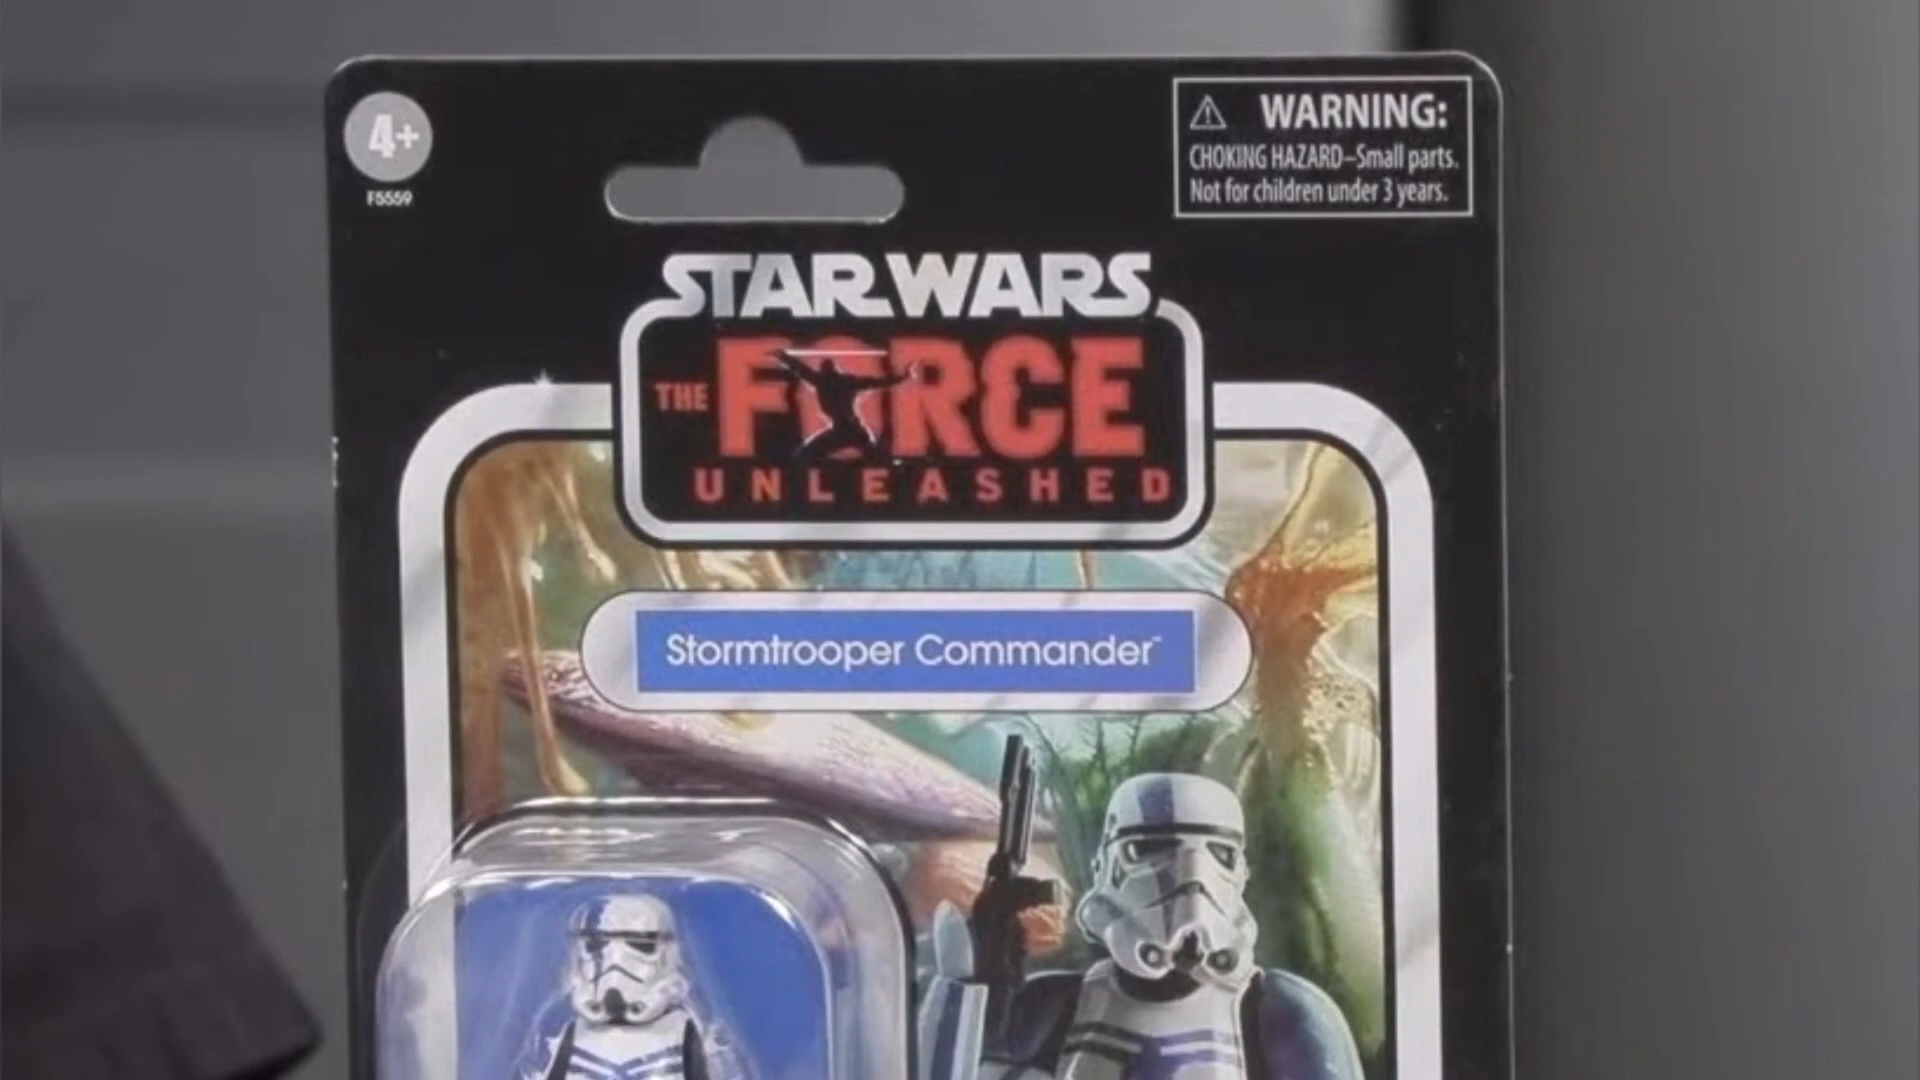 4+
F5559
⚠ WARNING:
CHOKING HAZARD–Small parts.
Not for children under 3 years.
STAR WARS
THE FORCE
UNLEASHED
Stormtrooper Commander™